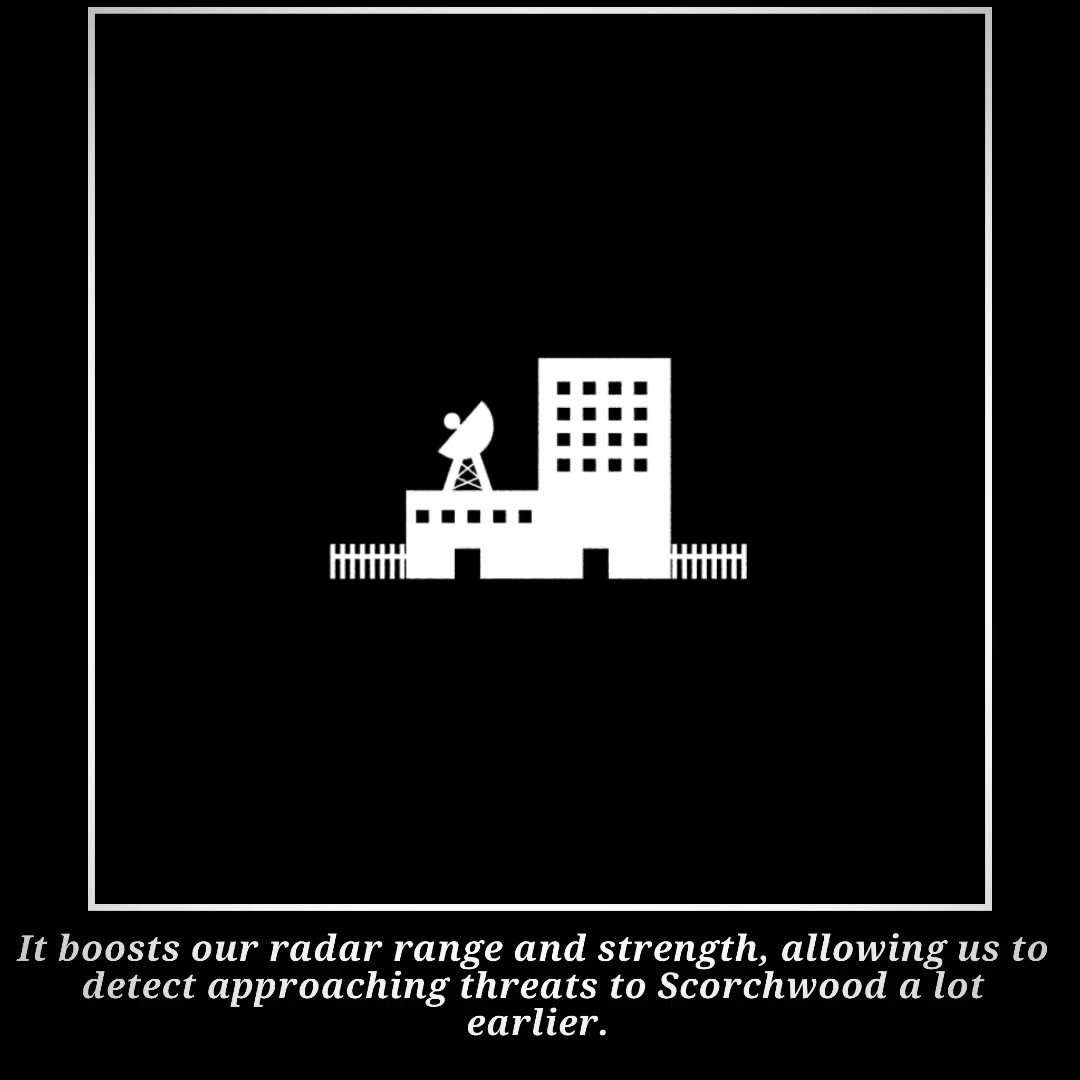 It boosts our radar range and strength, allowing us to
detect approaching threats to Scorchwood a lot
earlier.